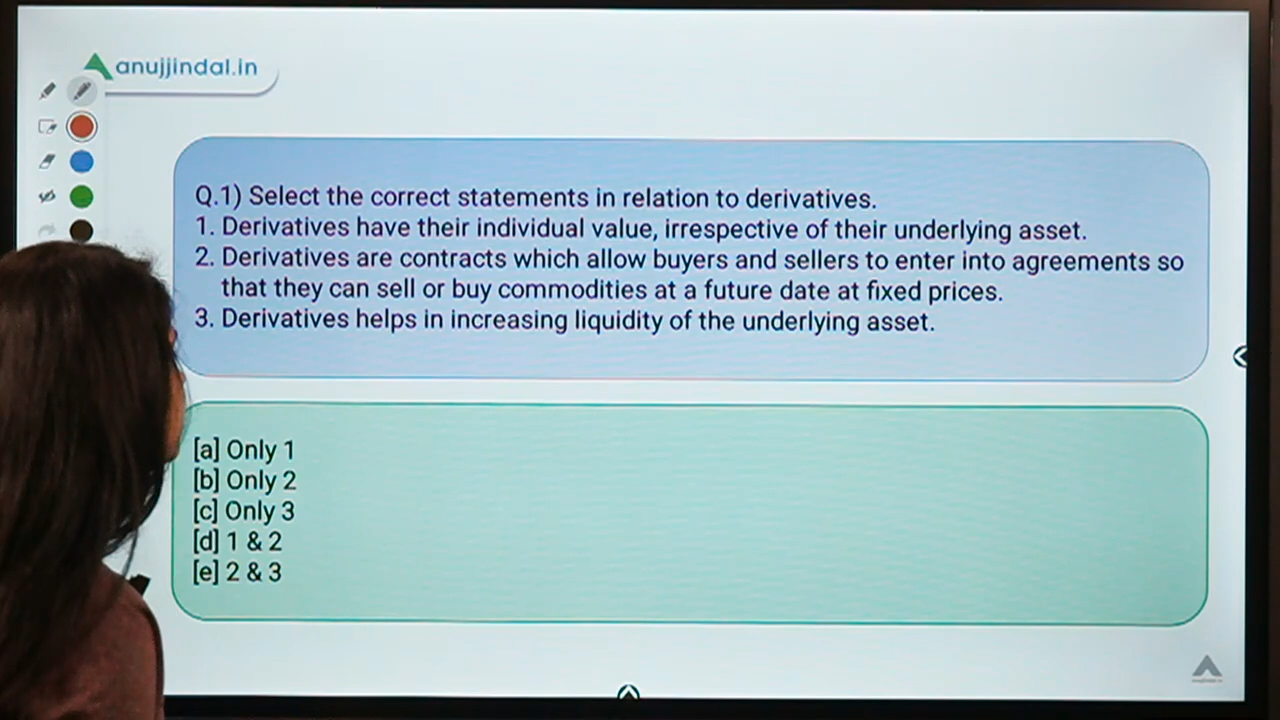 anujjindal.in
Q.1) Select the correct statements in relation to derivatives.
1. Derivatives have their individual value, irrespective of their underlying asset.
2. Derivatives are contracts which allow buyers and sellers to enter into agreements so
that they can sell or buy commodities at a future date at fixed prices.
3. Derivatives helps in increasing liquidity of the underlying asset.
[a] Only 1
[b] Only 2
[c] Only 3
[d] 1 & 2
[e] 2 & 3